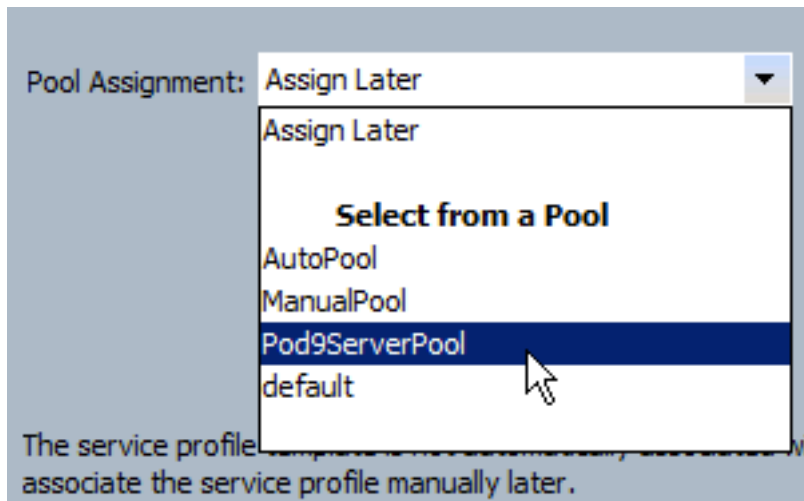 Pool Assignment: Assign Later
Assign Later
Select from a Pool
AutoPool
ManualPool
Pod9ServerPool
default
The service profile
associate the service profile manually later.